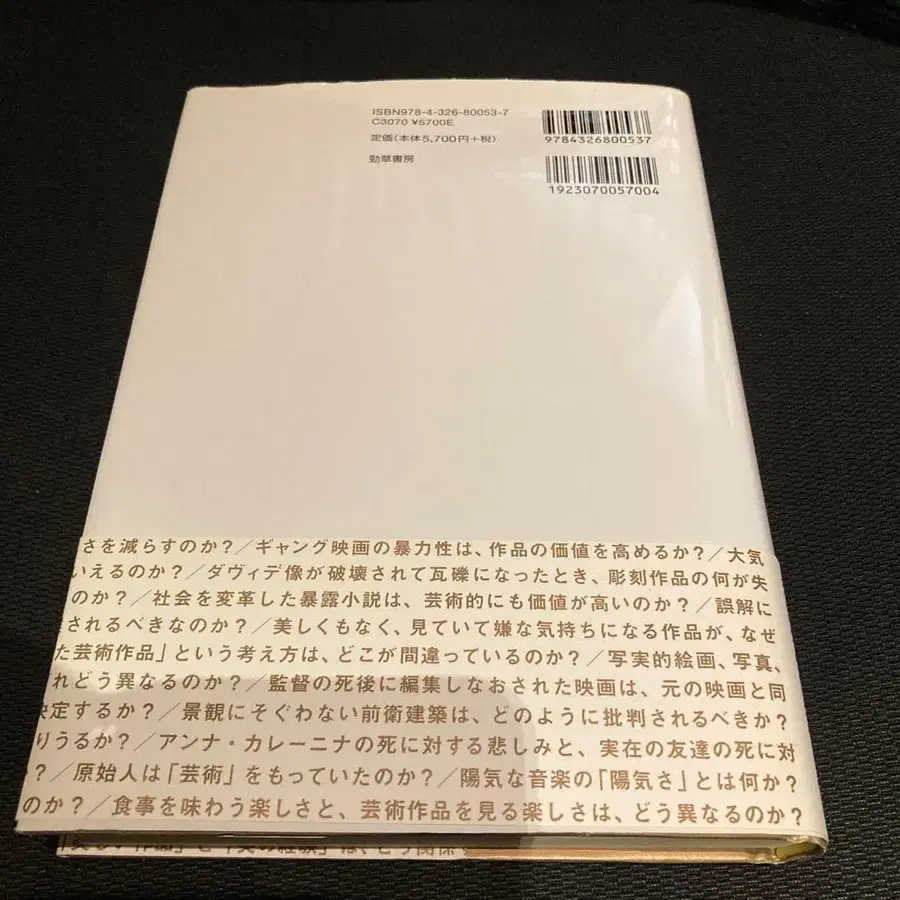 ISBN978-4-326-80053-7
C3070 ¥5700E
定価(本体5,700円+税)
勁草書房
9784326800537
1923070057004
さを減らすのか?/ギャング映画の暴力性は、作品の価値を高めるか?/大気
いえるのか?/ダヴィデ像が破壊されて瓦礫になったとき、彫刻作品の何が失
のか?/社会を変革した暴露小説は、芸術的にも価値が高いのか?/誤解に
されるべきなのか?/美しくもなく、見ていて嫌な気持ちになる作品が、なぜ
た芸術作品」という考え方は、どこが間違っているのか?/写実的絵画、写真、
れどう異なるのか?/監督の死後に編集しなおされた映画は、元の映画と同
決定するか?/景観にそぐわない前衛建築は、どのように批判されるべきか?
りうるか?/アンナ・カレーニナの死に対する悲しみと、実在の友達の死に対
?/原始人は「芸術」をもっていたのか?/陽気な音楽の「陽気さ」とは何か?
のか?/食事を味わう楽しさと、芸術作品を見る楽しさは、どう異なるのか?